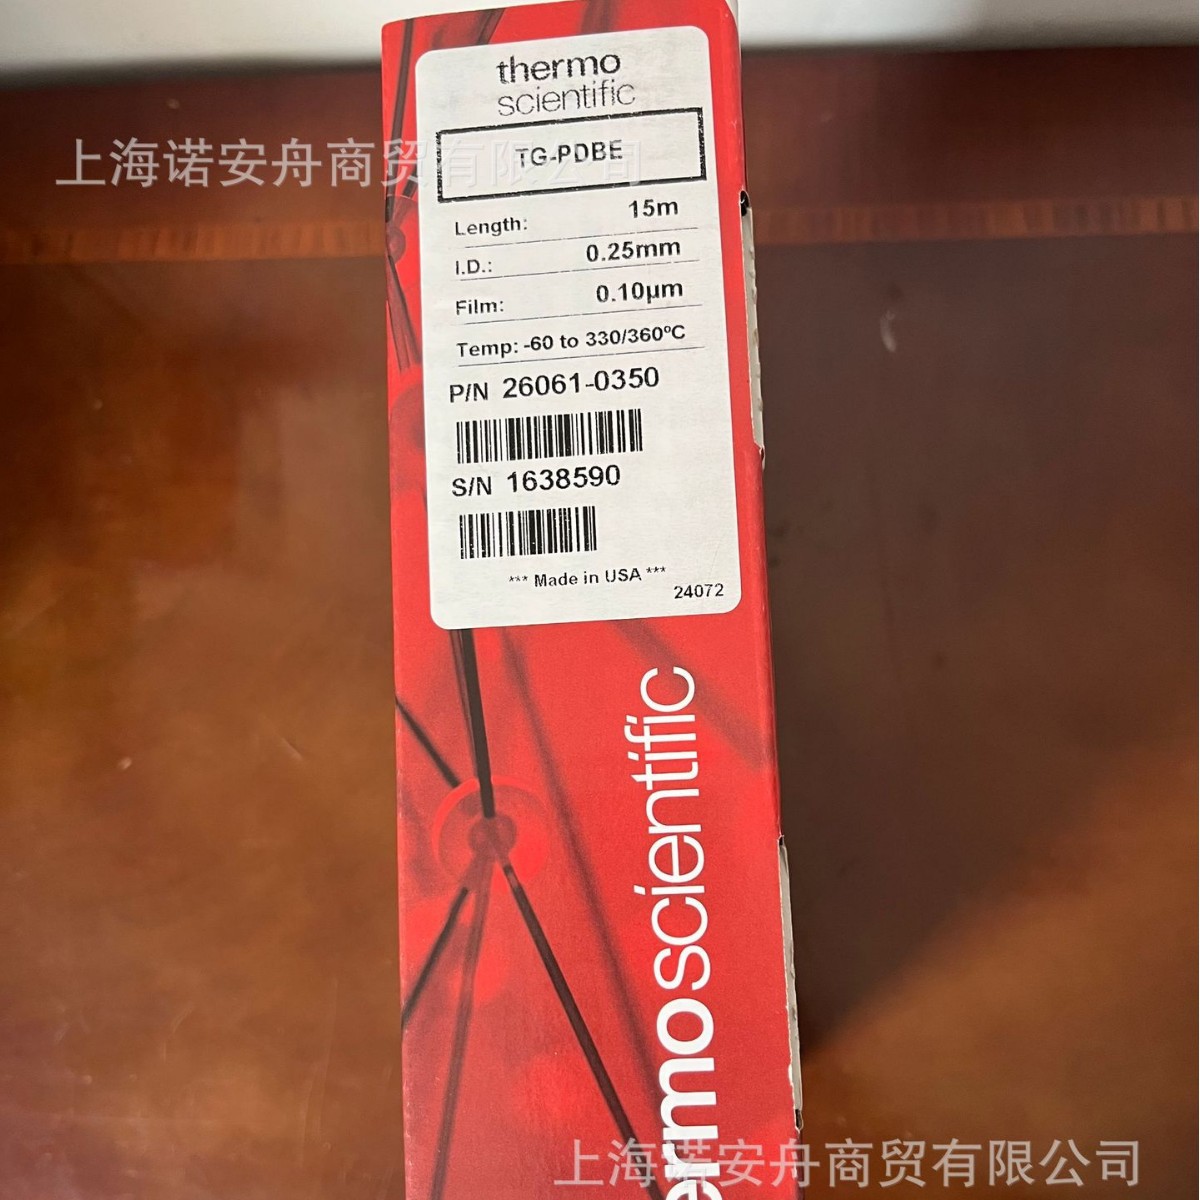 thermo
scientific
TG-PDBE
上海诺安舟商贸有限公司
Length: 15m
I.D.: 0.25mm
Film: 0.10µm
Temp: -60 to 330/360ºC
P/N 26061-0350
S/N 1638590
*** Made in USA ***
24072
ermoscientific
上海诺安舟商贸有限公司